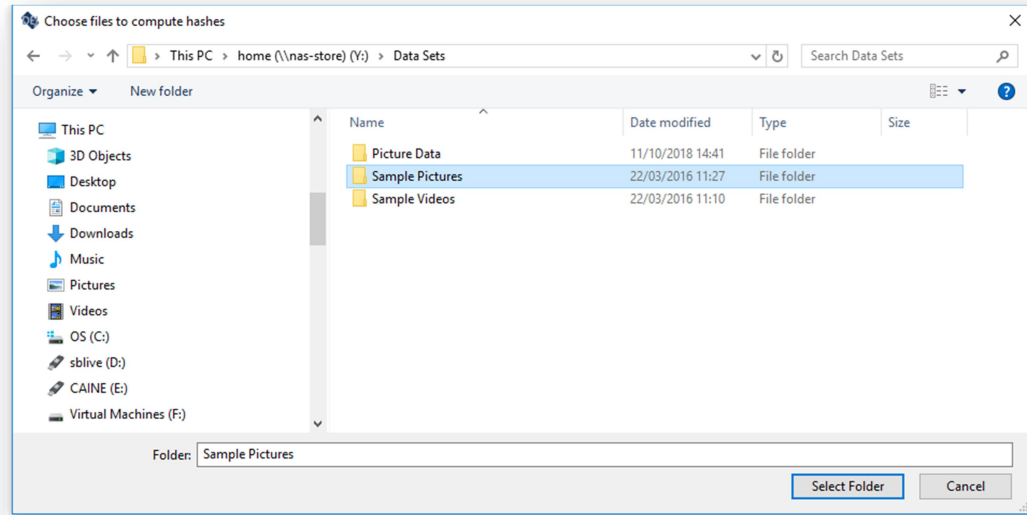 Choose files to compute hashes
This PC > home (\\nas-store) (Y:) > Data Sets
Search Data Sets
Organize
New folder
This PC
3D Objects
Desktop
Documents
Downloads
Music
Pictures
Videos
OS (C:)
sblive (D:)
CAINE (E:)
Virtual Machines (F:)
Name Date modified Type Size
Picture Data 11/10/2018 14:41 File folder
Sample Pictures 22/03/2016 11:27 File folder
Sample Videos 22/03/2016 11:10 File folder
Folder: Sample Pictures
Select Folder Cancel